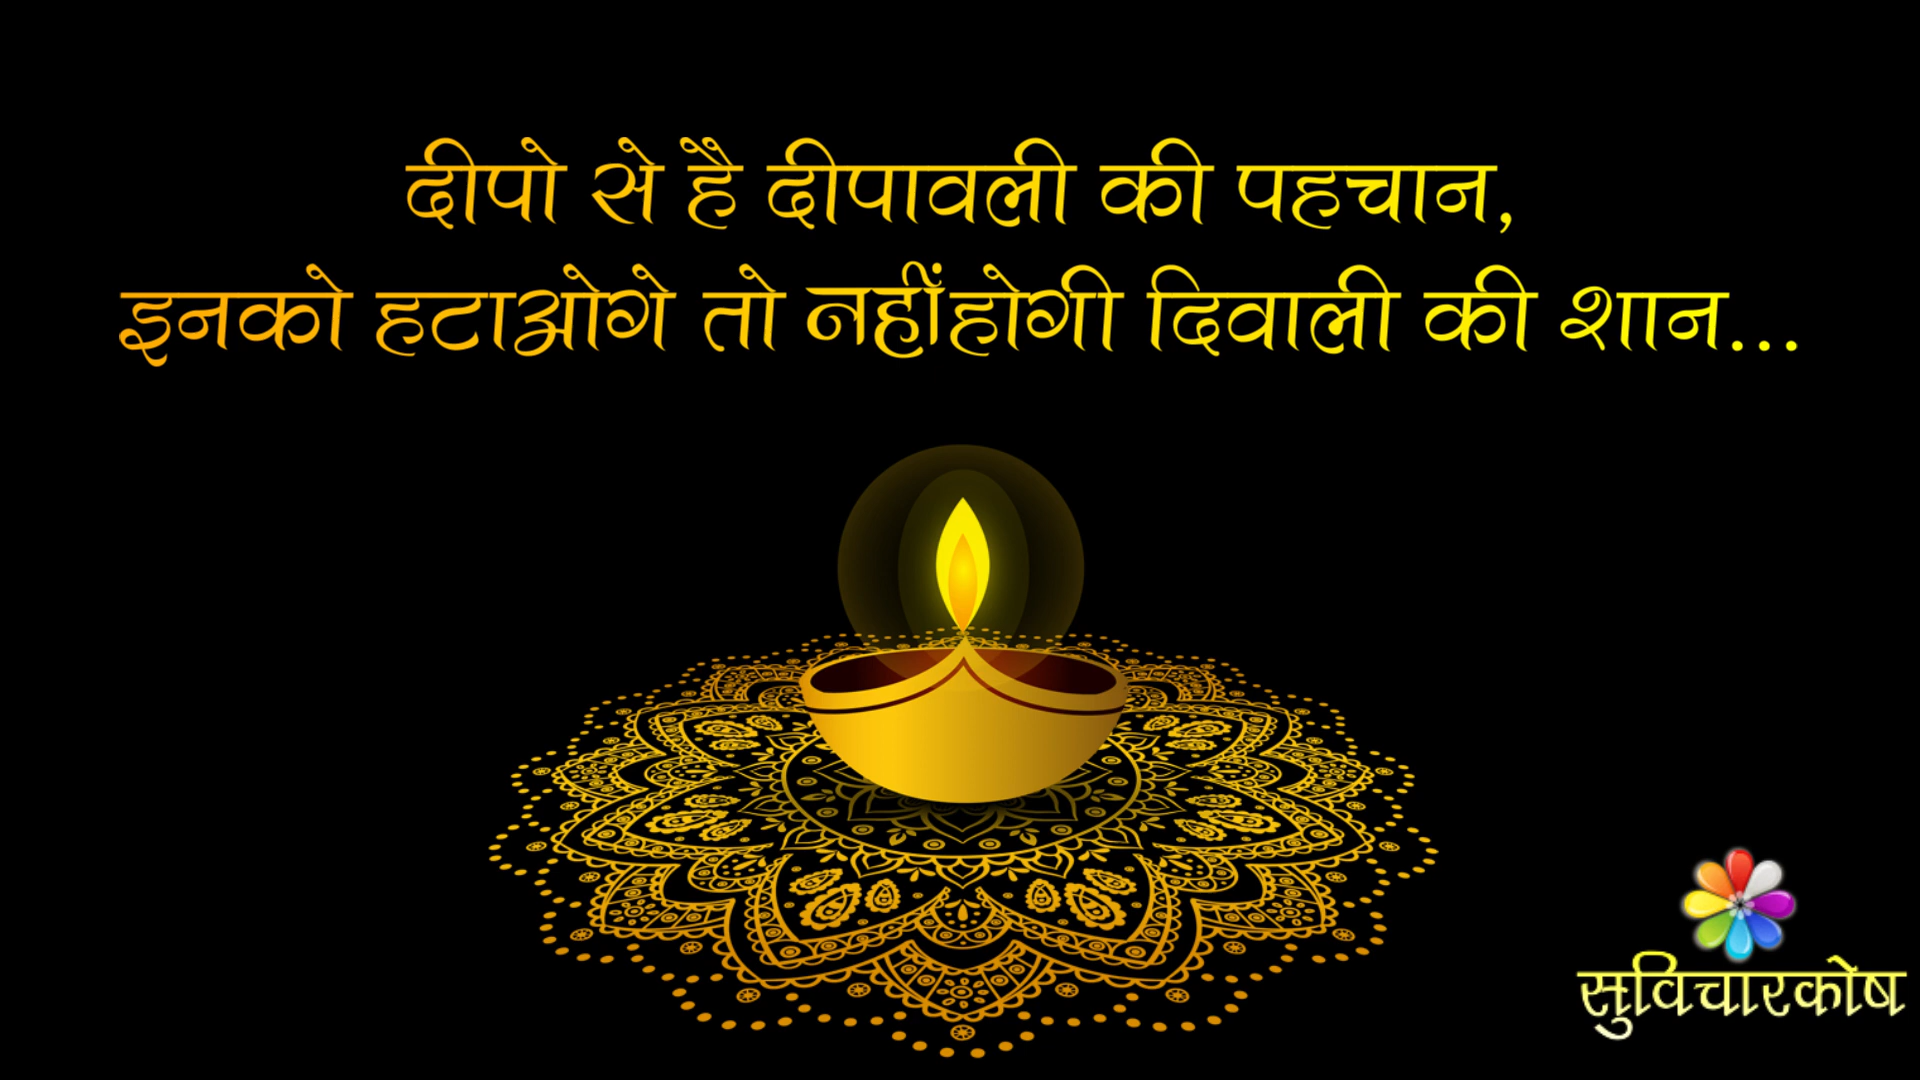 दीपो से है दीपावली की पहचान,
इनको हटाओगे तो नहीं होगी दिवाली की शान...
सुविचारकोष